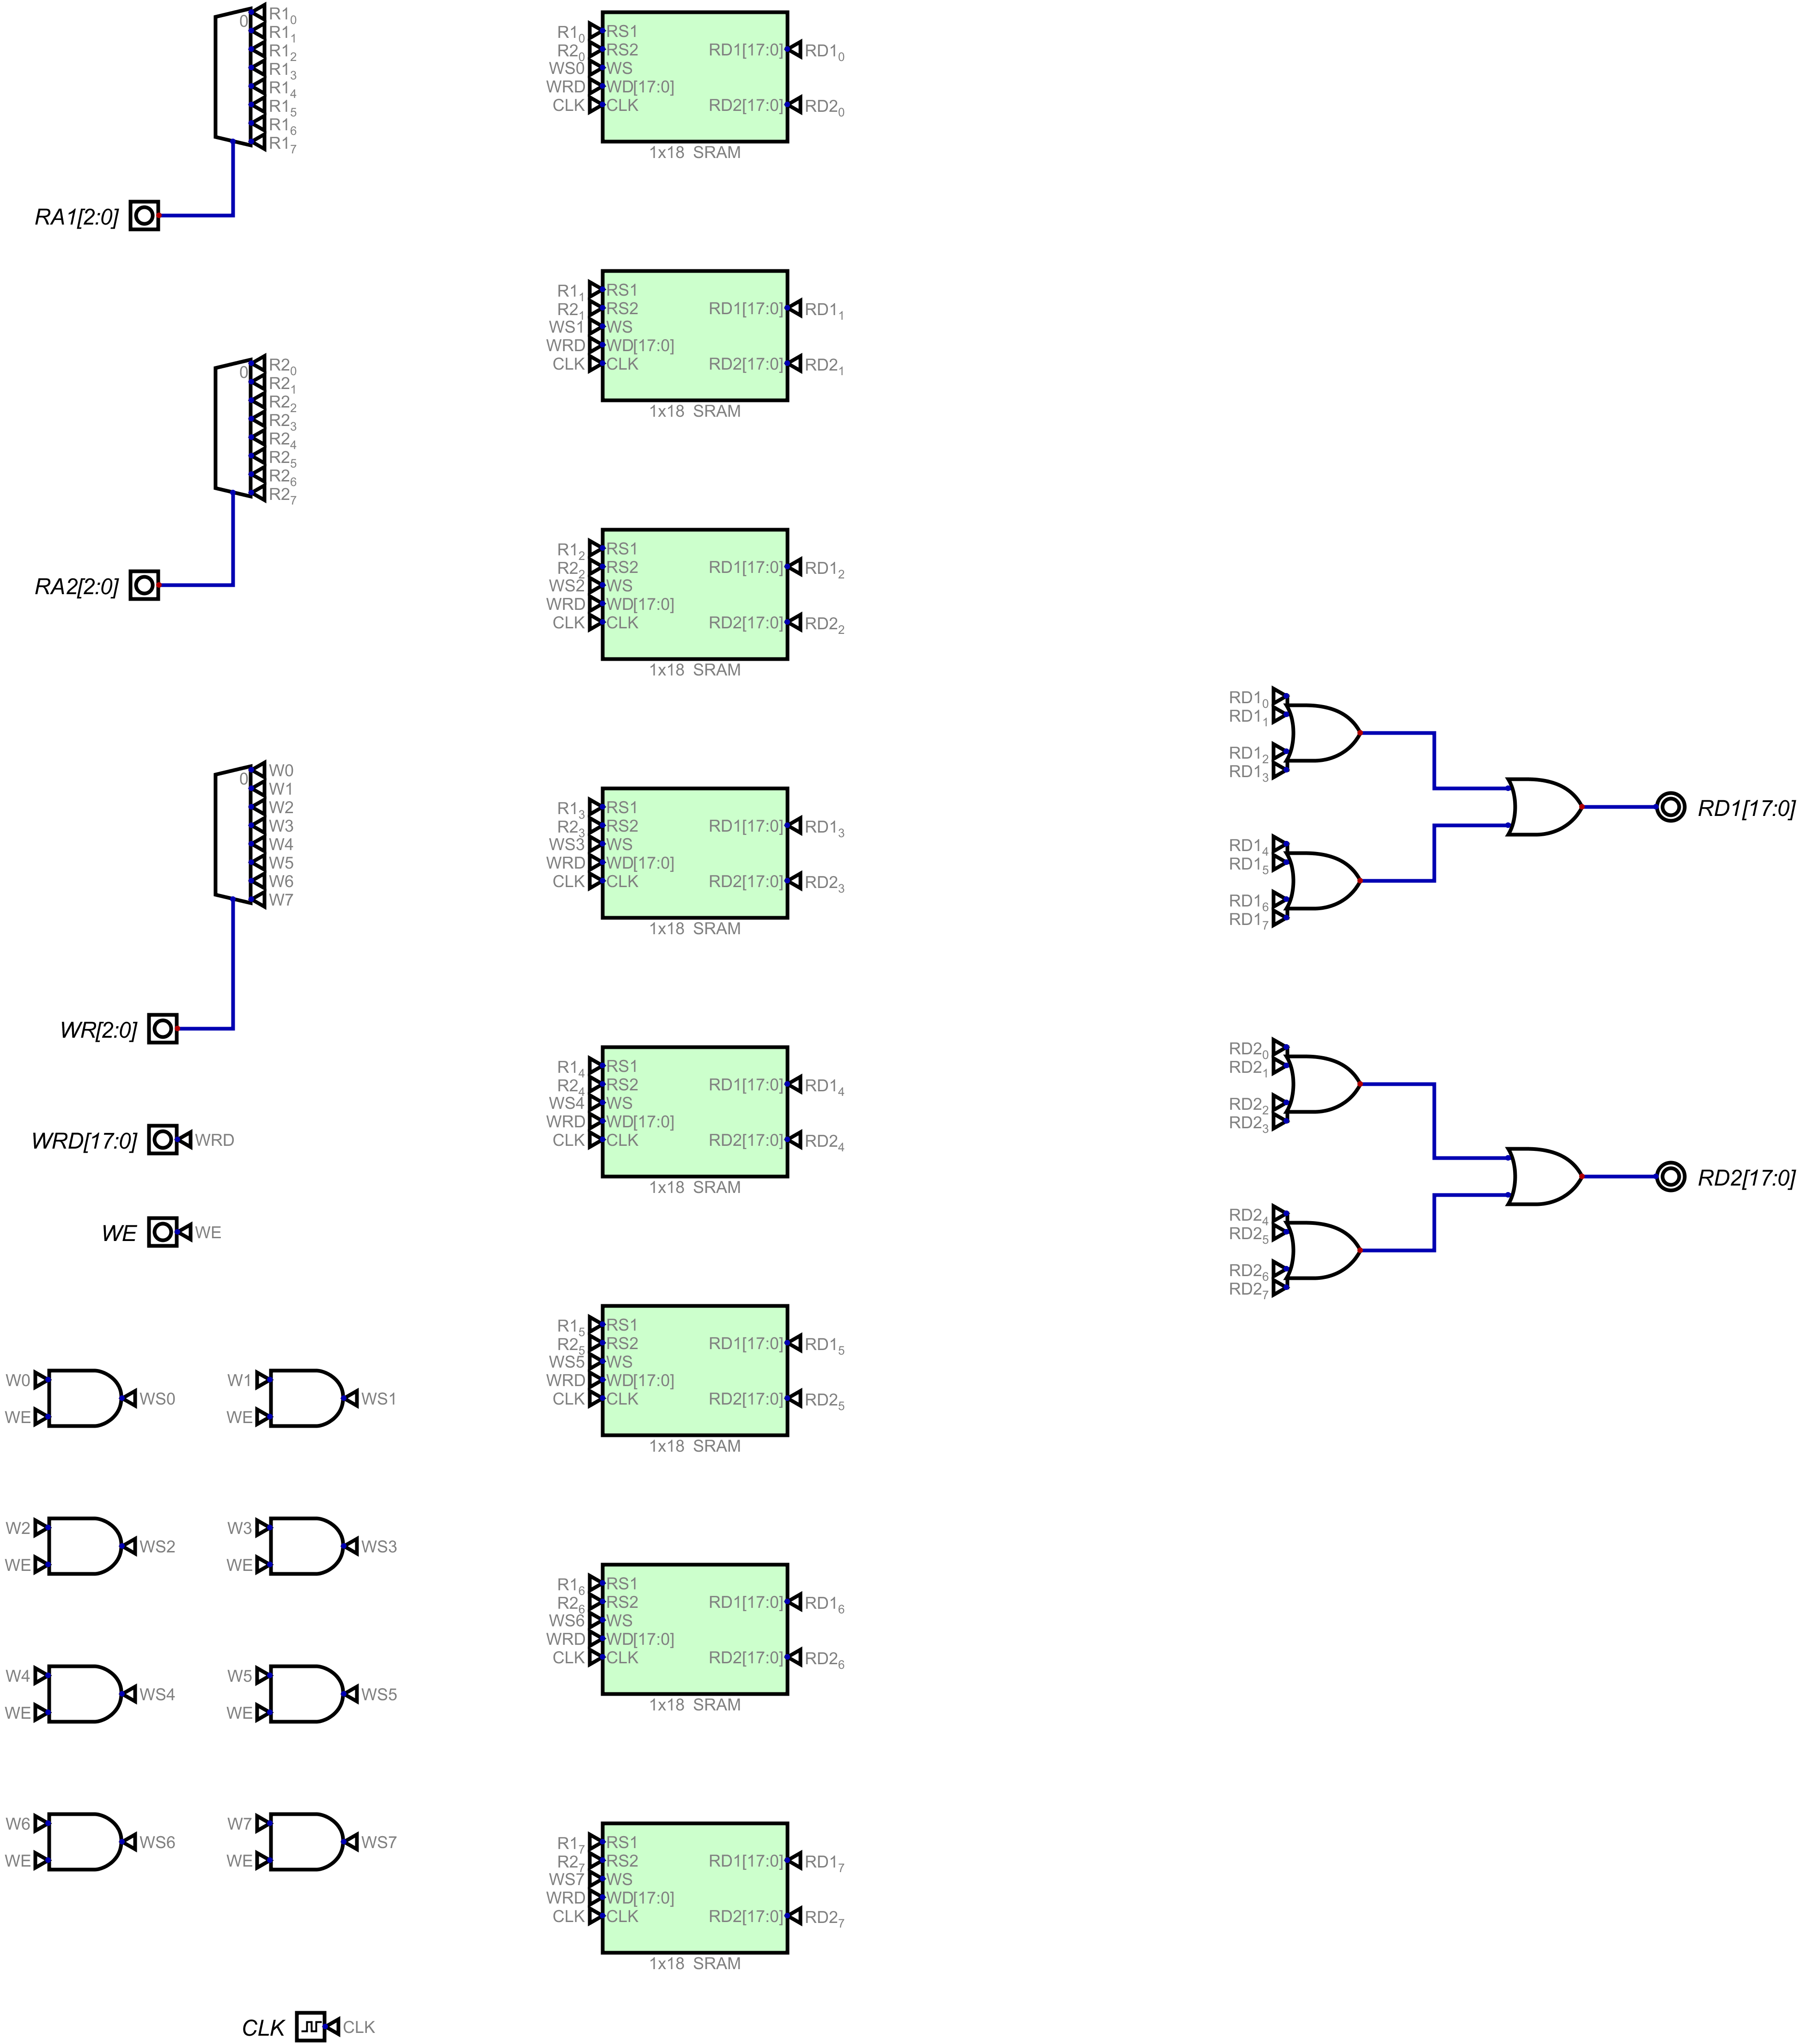 0
R1₀
R1₁
R1₂
R1₃
R1₄
R1₅
R1₆
R1₇
RA1[2:0]
0
R2₀
R2₁
R2₂
R2₃
R2₄
R2₅
R2₆
R2₇
RA2[2:0]
0
W0
W1
W2
W3
W4
W5
W6
W7
WR[2:0]
WRD[17:0] WRD
WE WE
W0
WE
WS0
W1
WE
WS1
W2
WE
WS2
W3
WE
WS3
W4
WE
WS4
W5
WE
WS5
W6
WE
WS6
W7
WE
WS7
CLK CLK
R1₀ RS1
R2₀ RS2 RD1[17:0] RD1₀
WS0 WS
WRD WD[17:0]
CLK CLK RD2[17:0] RD2₀
1x18 SRAM
R1₁ RS1
R2₁ RS2 RD1[17:0] RD1₁
WS1 WS
WRD WD[17:0]
CLK CLK RD2[17:0] RD2₁
1x18 SRAM
R1₂ RS1
R2₂ RS2 RD1[17:0] RD1₂
WS2 WS
WRD WD[17:0]
CLK CLK RD2[17:0] RD2₂
1x18 SRAM
R1₃ RS1
R2₃ RS2 RD1[17:0] RD1₃
WS3 WS
WRD WD[17:0]
CLK CLK RD2[17:0] RD2₃
1x18 SRAM
R1₄ RS1
R2₄ RS2 RD1[17:0] RD1₄
WS4 WS
WRD WD[17:0]
CLK CLK RD2[17:0] RD2₄
1x18 SRAM
R1₅ RS1
R2₅ RS2 RD1[17:0] RD1₅
WS5 WS
WRD WD[17:0]
CLK CLK RD2[17:0] RD2₅
1x18 SRAM
R1₆ RS1
R2₆ RS2 RD1[17:0] RD1₆
WS6 WS
WRD WD[17:0]
CLK CLK RD2[17:0] RD2₆
1x18 SRAM
R1₇ RS1
R2₇ RS2 RD1[17:0] RD1₇
WS7 WS
WRD WD[17:0]
CLK CLK RD2[17:0] RD2₇
1x18 SRAM
RD1₀
RD1₁
RD1₂
RD1₃
RD1[17:0]
RD1₄
RD1₅
RD1₆
RD1₇
RD2₀
RD2₁
RD2₂
RD2₃
RD2[17:0]
RD2₄
RD2₅
RD2₆
RD2₇